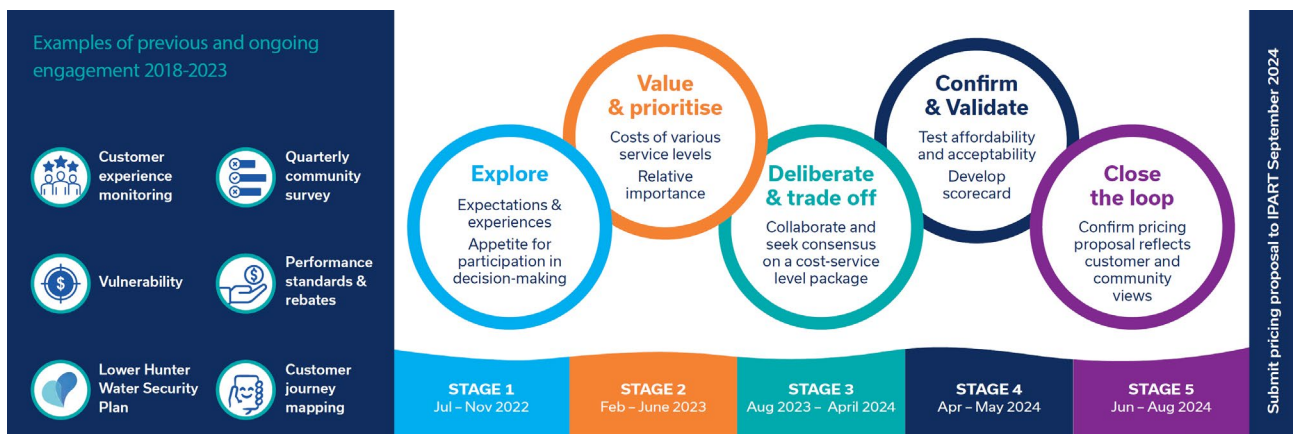 Examples of previous and ongoing
engagement 2018-2023
Customer
experience
monitoring
Quarterly
community
survey
Vulnerability
Performance
standards &
rebates
Lower Hunter
Water Security
Plan
Customer
journey
mapping
Explore
Expectations &
experiences
Appetite for
participation in
decision-making
Value
& prioritise
Costs of various
service levels
Relative
importance
Deliberate
& trade off
Collaborate and
seek consensus
on a cost-service
level package
Confirm
& Validate
Test affordability
and acceptability
Develop
scorecard
Close
the loop
Confirm pricing
proposal reflects
customer and
community
views
STAGE 1
Jul – Nov 2022
STAGE 2
Feb – June 2023
STAGE 3
Aug 2023 – April 2024
STAGE 4
Apr – May 2024
STAGE 5
Jun – Aug 2024
Submit pricing proposal to IPART September 2024